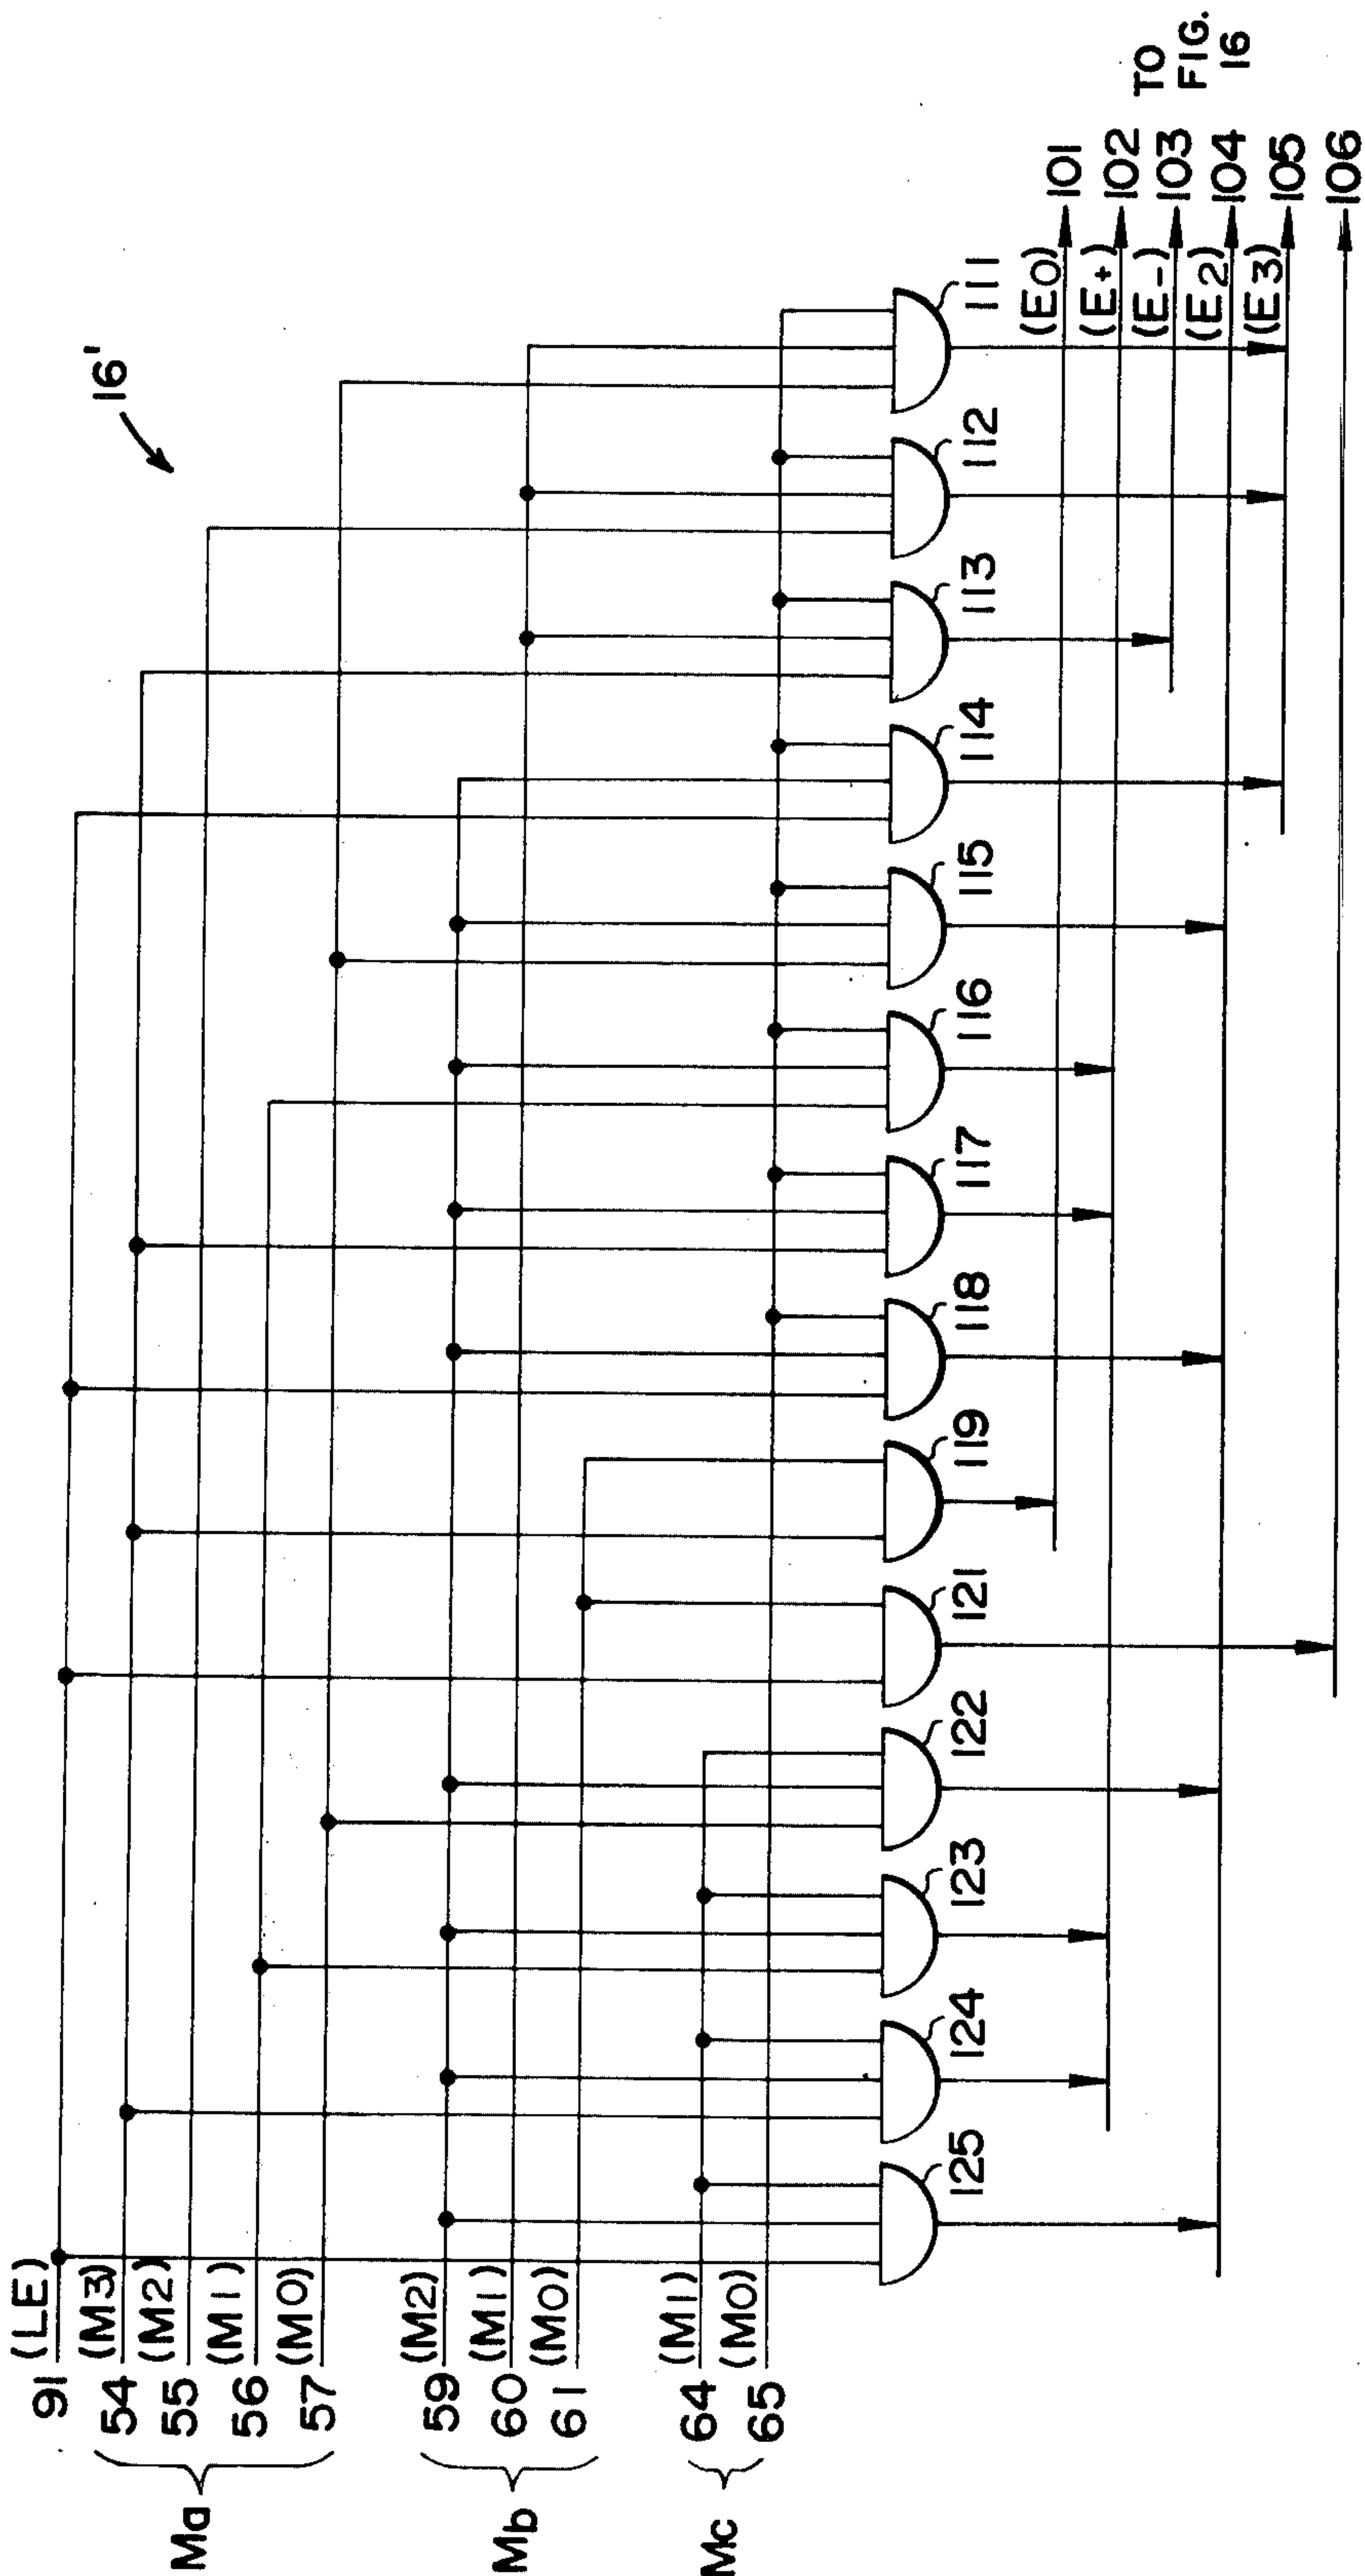 16'
91 (LE)
54 (M3)
55 (M2)
56 (M1)
57 (M0)
Ma
59 (M2)
60 (M1)
61 (M0)
Mb
64 (M1)
65 (M0)
Mc
125
124
123
122
121
119
118
117
116
115
114
113
112
111
(E0) 101
(E+) 102
(E-) 103
(E2) 104
(E3) 105
106
TO
FIG.
16